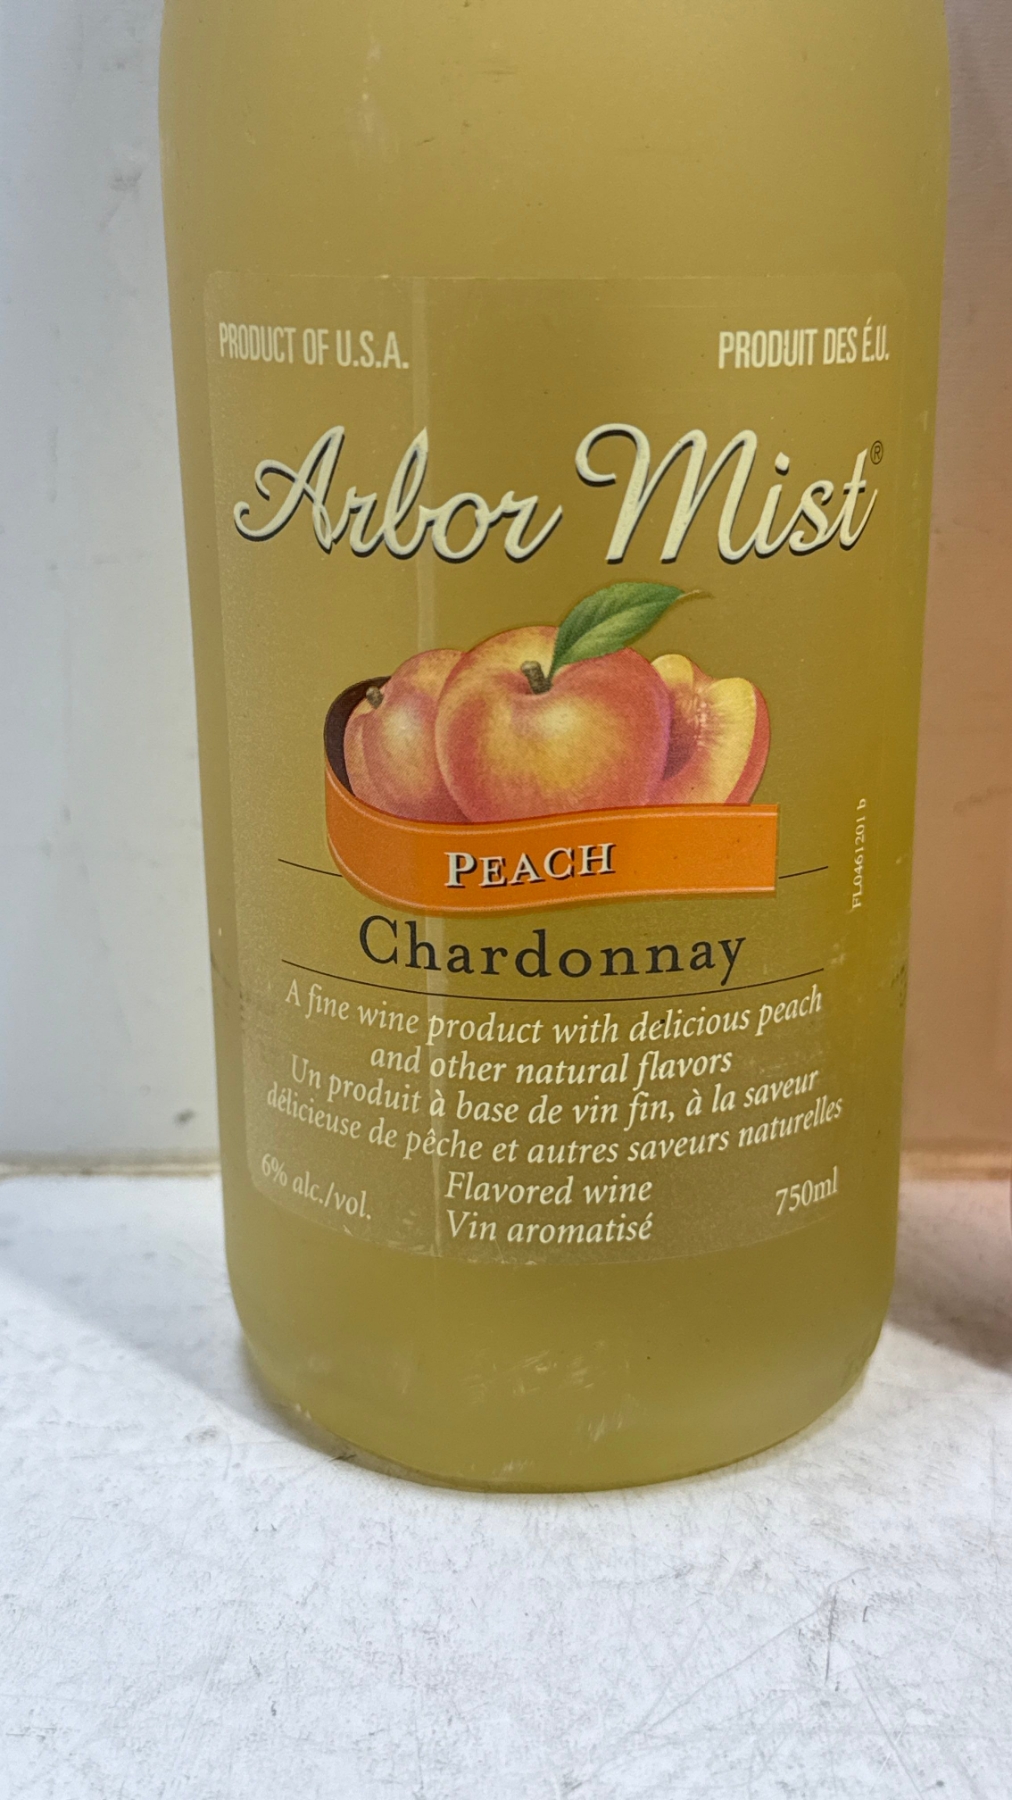 PRODUCT OF U.S.A.
PRODUIT DES É.U.
Arbor Mist®
PEACH
Chardonnay
A fine wine product with delicious peach
and other natural flavors
Un produit à base de vin fin, à la saveur
délicieuse de pêche et autres saveurs naturelles
6% alc./vol.
Flavored wine
Vin aromatisé
750ml
FL0461201 b